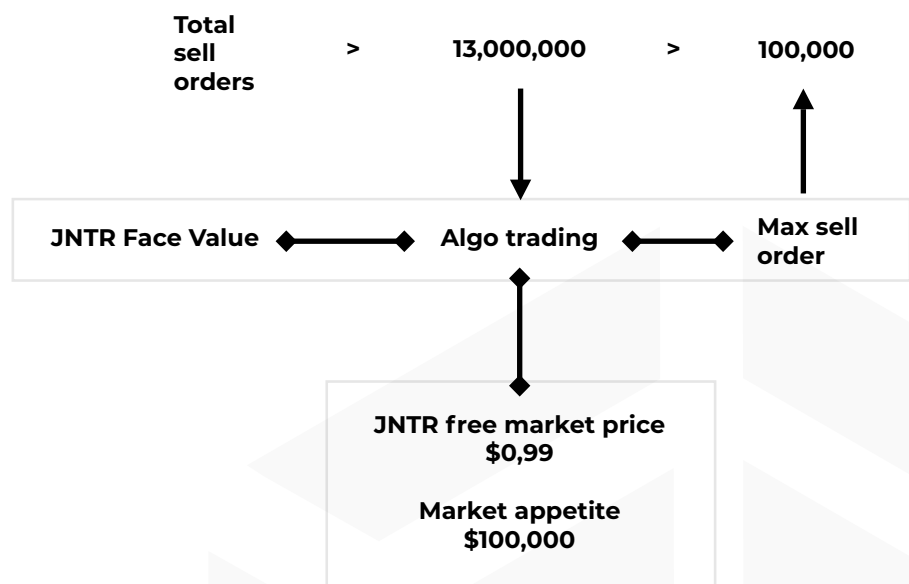 Total
sell
orders
>
13,000,000
>
100,000
JNTR Face Value
Algo trading
Max sell
order
JNTR free market price
$0,99
Market appetite
$100,000